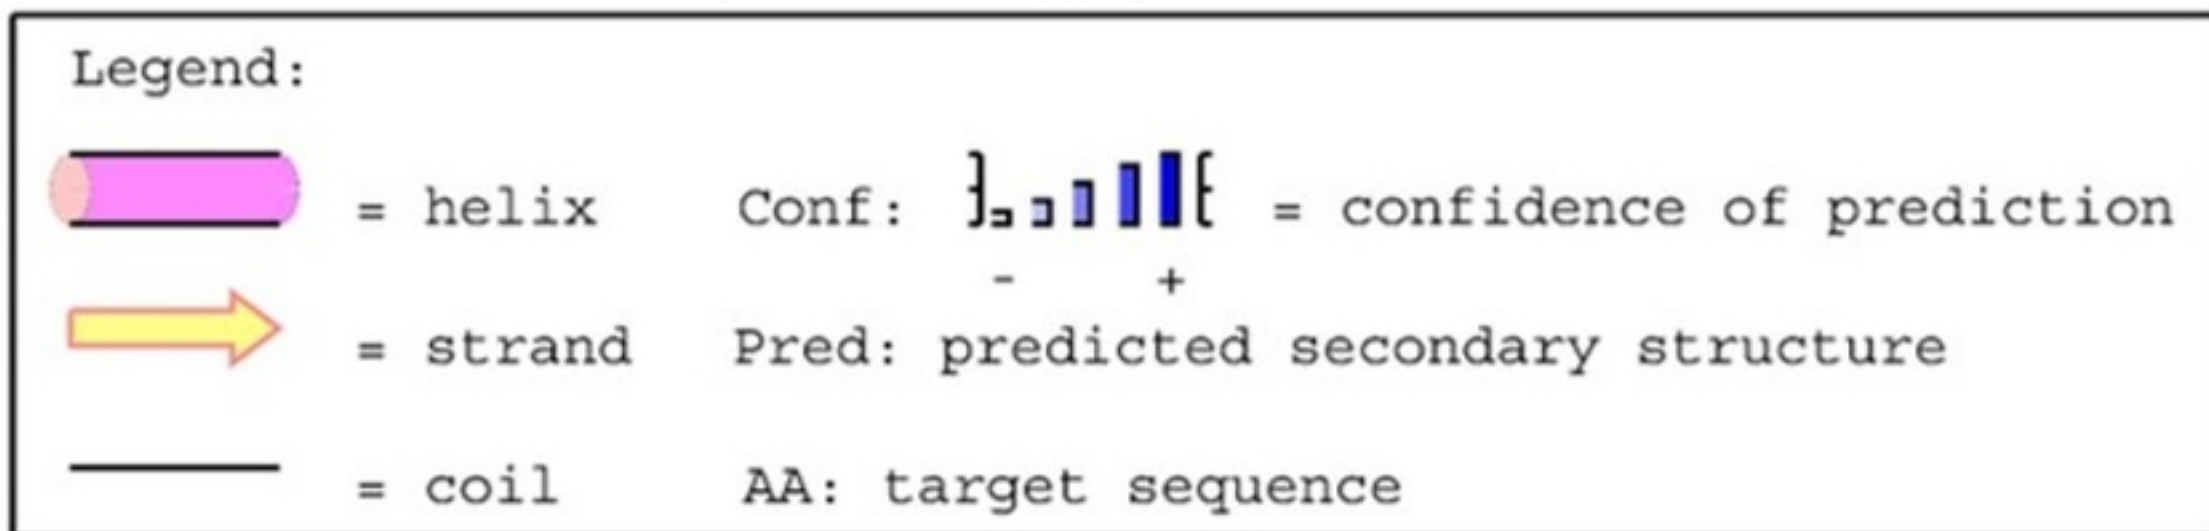 Legend:
= helix Conf: = confidence of prediction
- +
= strand Pred: predicted secondary structure
= coil AA: target sequence